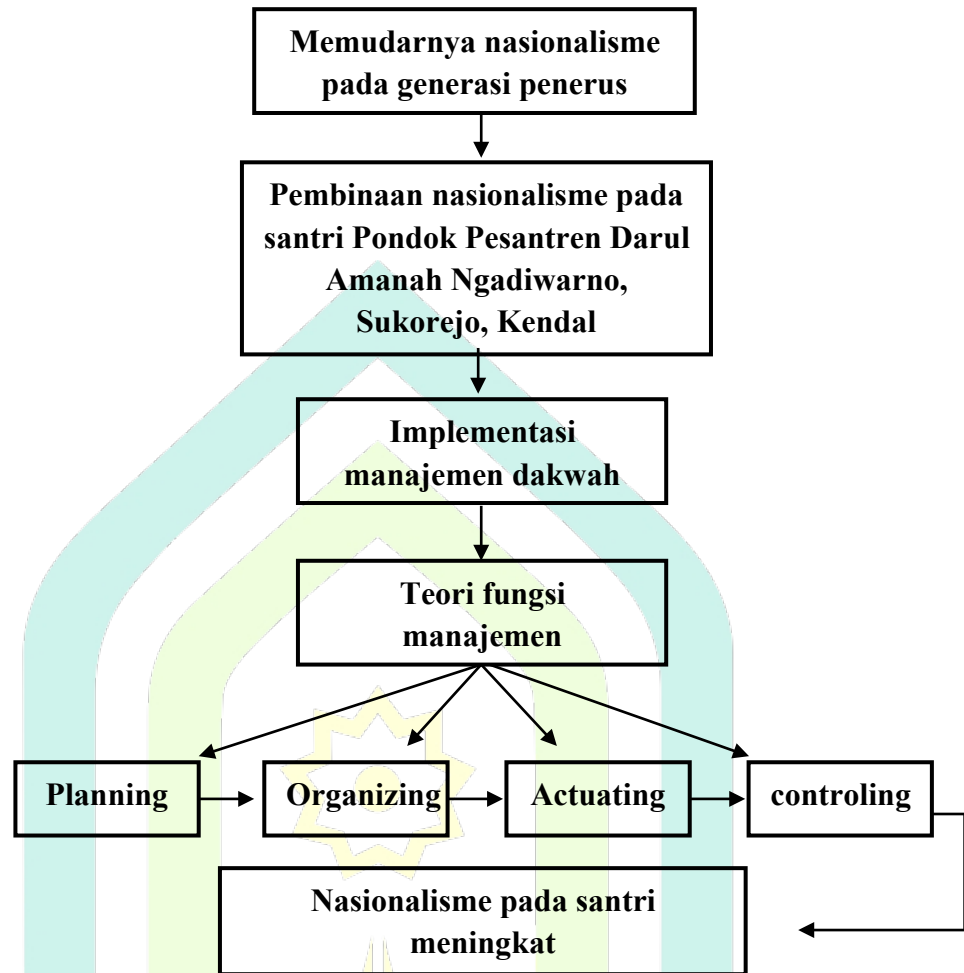 Memudarnya nasionalisme
pada generasi penerus
Pembinaan nasionalisme pada
santri Pondok Pesantren Darul
Amanah Ngadiwarno,
Sukorejo, Kendal
Implementasi
manajemen dakwah
Teori fungsi
manajemen
Planning
Organizing
Actuating
controling
Nasionalisme pada santri
meningkat